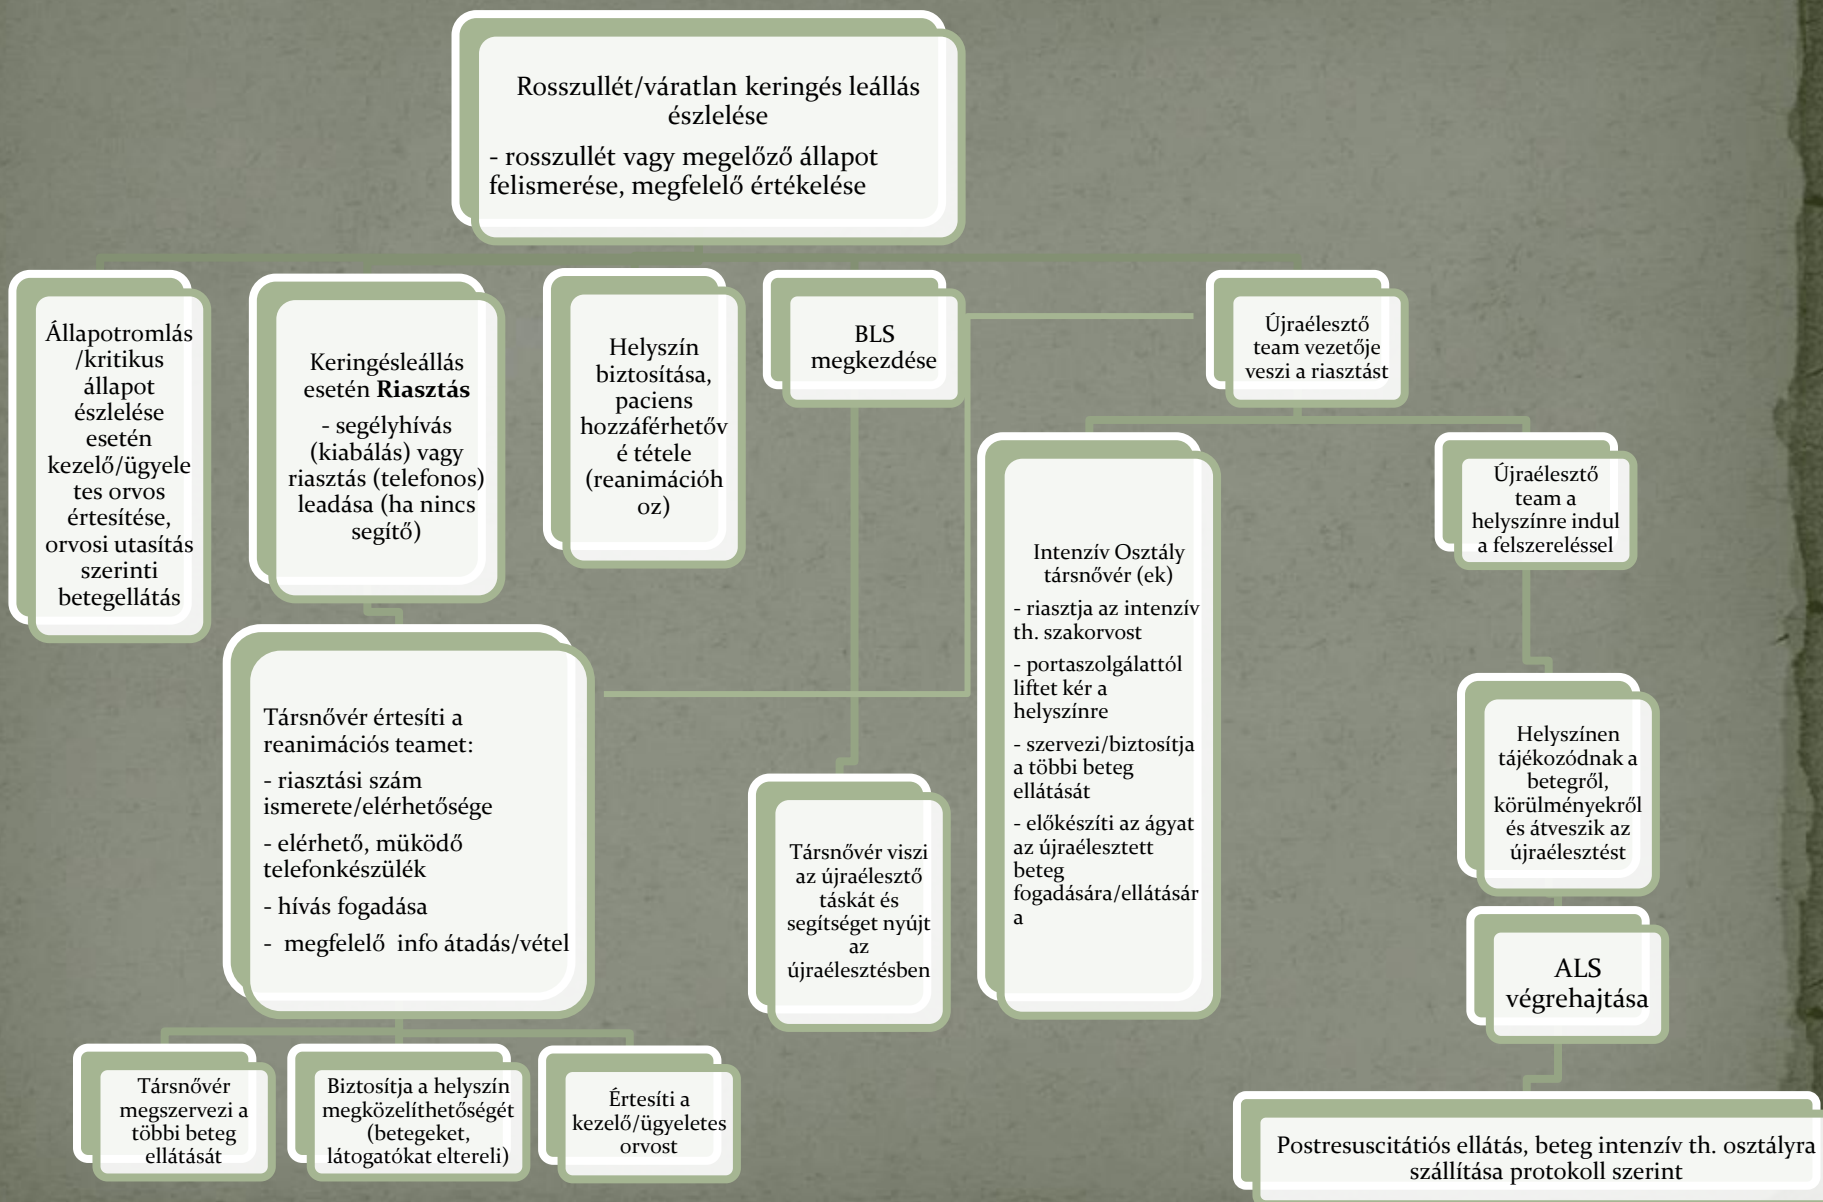 Rosszullét/váratlan keringés leállás
észlelése
- rosszullét vagy megelőző állapot
felismerése, megfelelő értékelése
Állapotromlás
/kritikus
állapot
észlelése
esetén
kezelő/ügyele
tes orvos
értesítése,
orvosi utasítás
szerinti
betegellátás
Keringésleállás
esetén Riasztás
- segélyhívás
(kiabálás) vagy
riasztás (telefonos)
leadása (ha nincs
segítő)
Helyszín
biztosítása,
paciens
hozzáférhetőv
é tétele
(reanimációh
oz)
BLS
megkezdése
Újraélesztő
team vezetője
veszi a riasztást
Társnővér értesíti a
reanimációs teamet:
- riasztási szám
ismerete/elérhetősége
- elérhető, müködő
telefonkészülék
- hívás fogadása
- megfelelő info átadás/vétel
Társnővér
megszervezi a
többi beteg
ellátását
Biztosítja a helyszín
megközelíthetőségét
(betegeket,
látogatókat eltereli)
Értesíti a
kezelő/ügyeletes
orvost
Társnővér viszi
az újraélesztő
táskát és
segítséget nyújt
az
újraélesztésben
Intenzív Osztály
társnővér (ek)
- riasztja az intenzív
th. szakorvost
- portaszolgálattól
liftet kér a
helyszínre
- szervezi/biztosítja
a többi beteg
ellátását
- előkészíti az ágyat
az újraélesztett
beteg
fogadására/ellátásár
a
Újraélesztő
team a
helyszínre indul
a felszereléssel
Helyszínen
tájékozódnak a
betegről,
körülményekről
és átveszik az
újraélesztést
ALS
végrehajtása
Postresuscitátiós ellátás, beteg intenzív th. osztályra
szállítása protokoll szerint